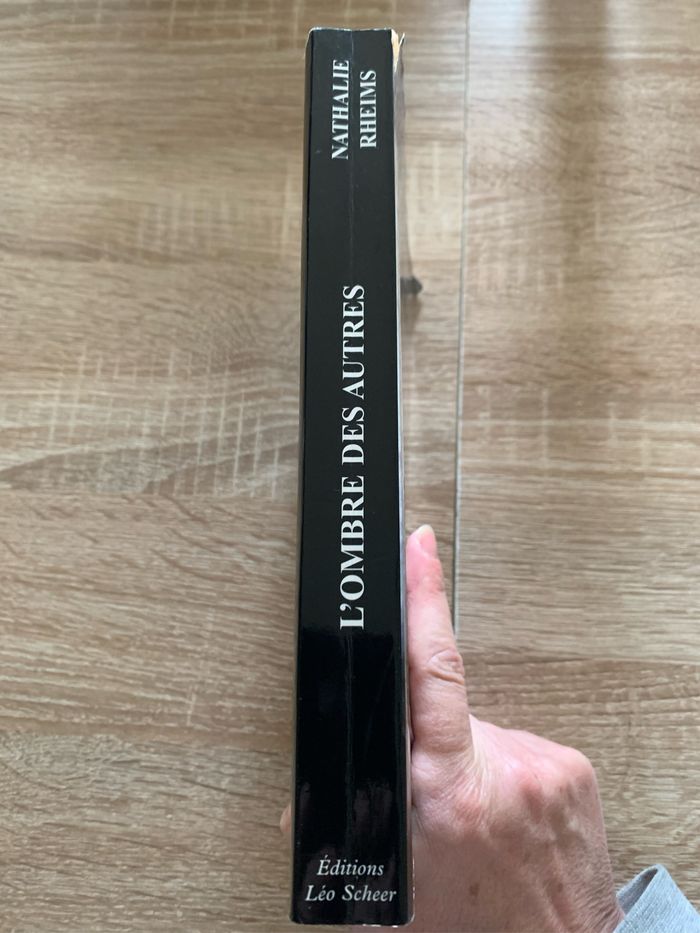 NATHALIE
RHEIMS
L'OMBRE DES AUTRES
Éditions
Léo Scheer